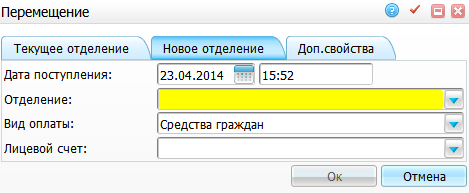 Перемещение
Текущее отделение Новое отделение Доп.свойства
Дата поступления: 23.04.2014 15:52
Отделение:
Вид оплаты: Средства граждан
Лицевой счет:
Ок Отмена